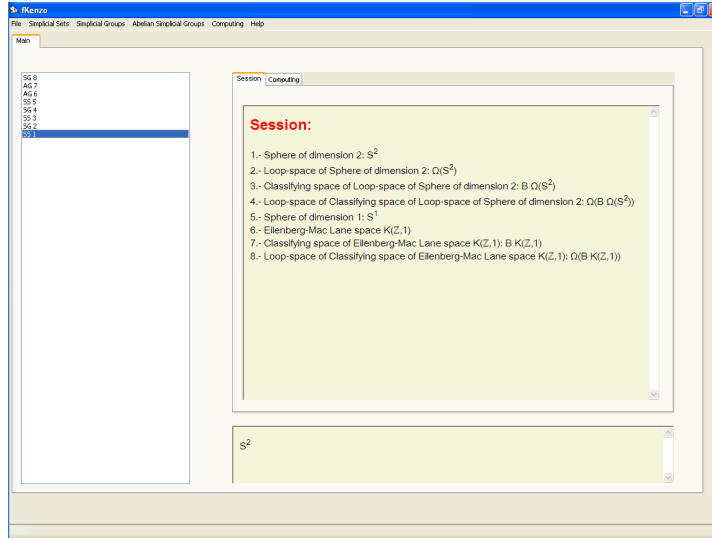 fKenzo
File Simplicial Sets Simplicial Groups Abelian Simplicial Groups Computing Help
Main
SG 8
AG 7
AG 6
SS 5
SG 4
SS 3
SG 2
SS 1
Session Computing
Session:
1.- Sphere of dimension 2: S²
2.- Loop-space of Sphere of dimension 2: Ω(S²)
3.- Classifying space of Loop-space of Sphere of dimension 2: B Ω(S²)
4.- Loop-space of Classifying space of Loop-space of Sphere of dimension 2: Ω(B Ω(S²))
5.- Sphere of dimension 1: S¹
6.- Eilenberg-Mac Lane space K(ℤ,1)
7.- Classifying space of Eilenberg-Mac Lane space K(ℤ,1): B K(ℤ,1)
8.- Loop-space of Classifying space of Eilenberg-Mac Lane space K(ℤ,1): Ω(B K(ℤ,1))
S²